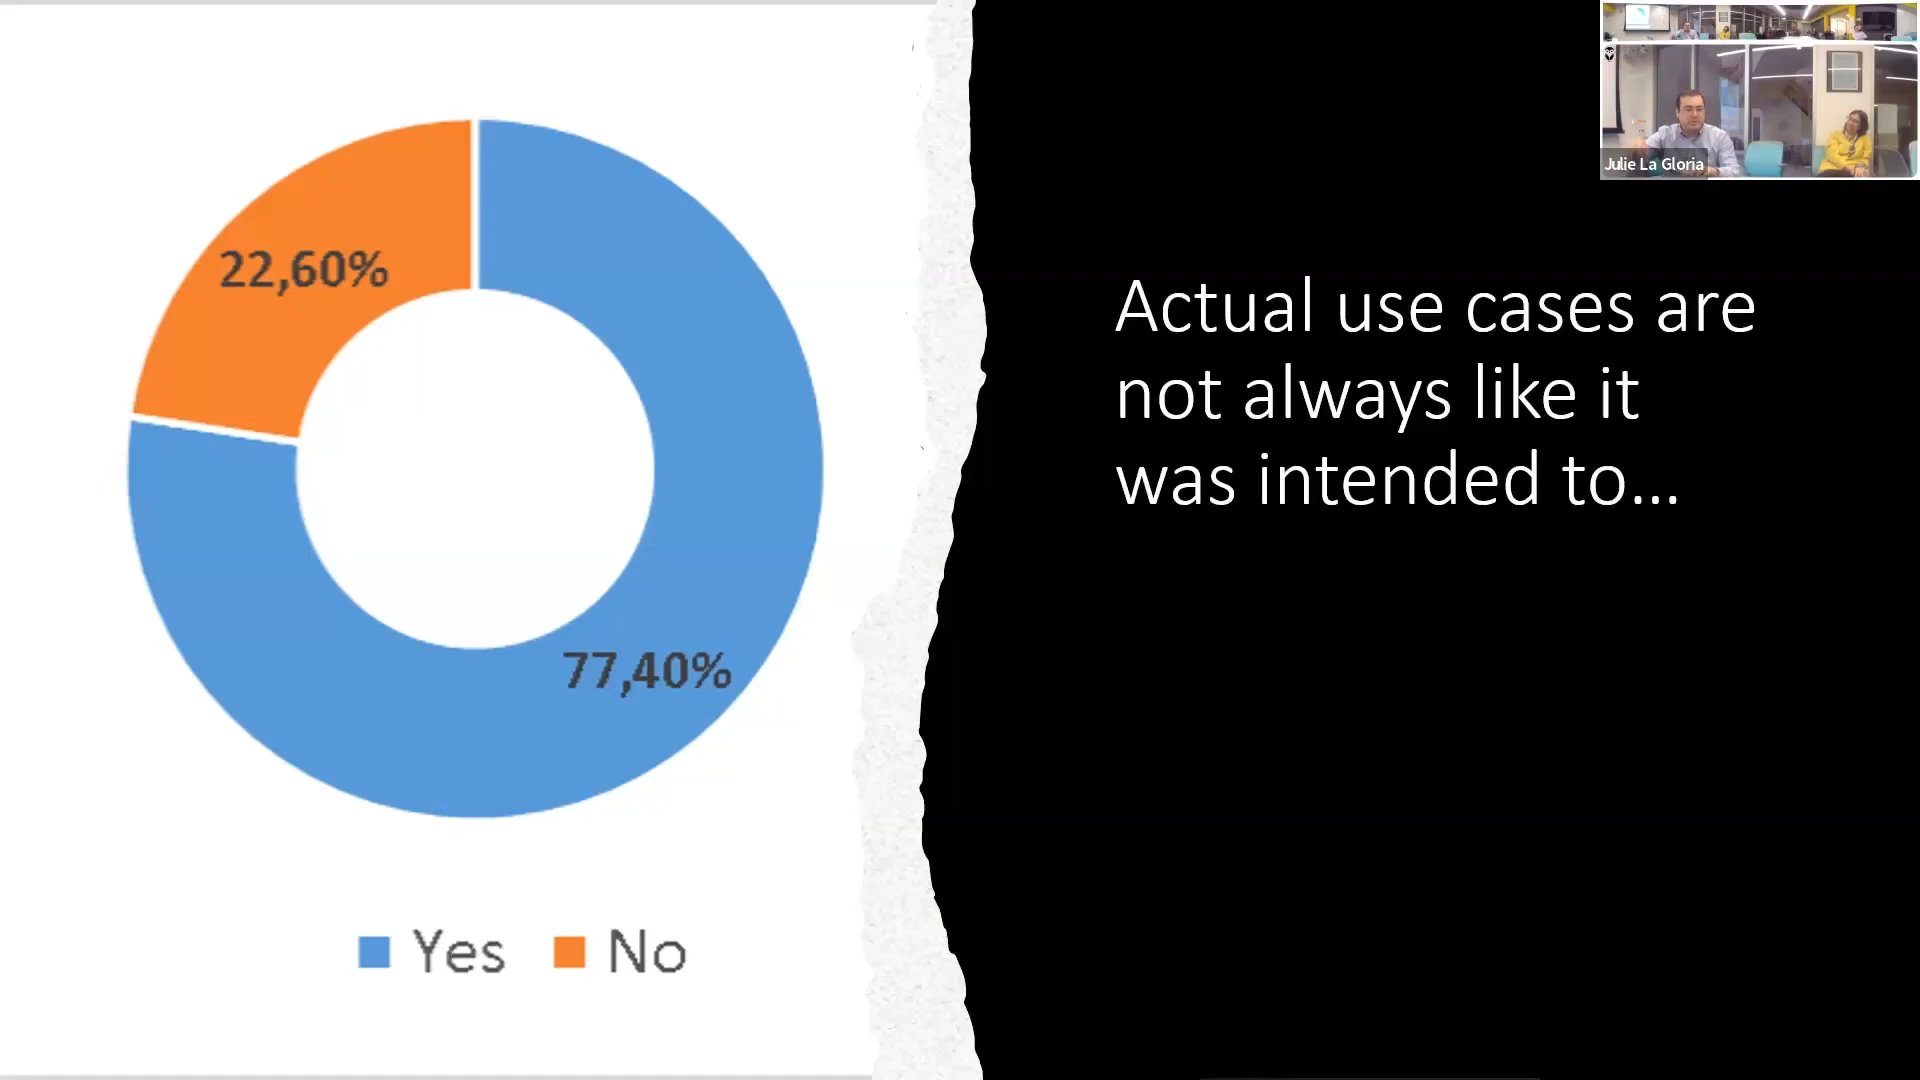 22,60%
77,40%
Yes No
Actual use cases are
not always like it
was intended to...
Julie La Gloria